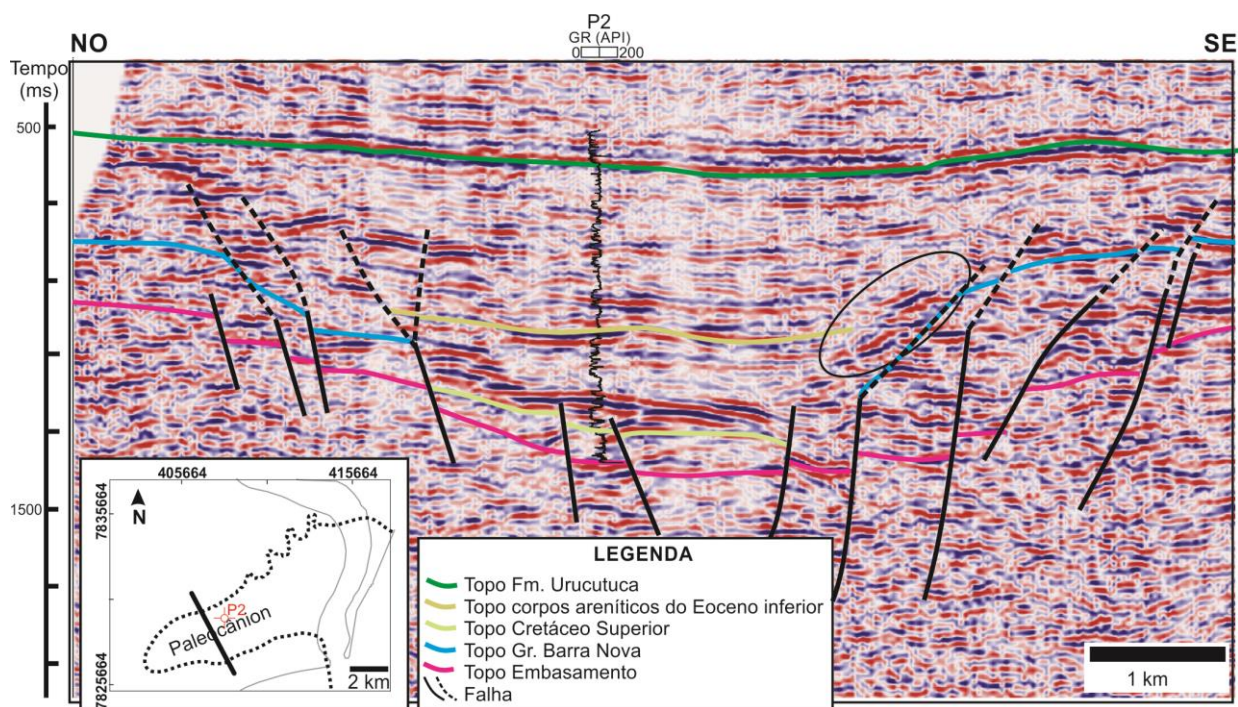 P2
GR (API)
0 200
NO
SE
Tempo
(ms)
500
1500
405664
415664
7835664
7825664
N
P2
Paleocânion
2 km
LEGENDA
Topo Fm. Urucutuca
Topo corpos areníticos do Eoceno inferior
Topo Cretáceo Superior
Topo Gr. Barra Nova
Topo Embasamento
Falha
1 km